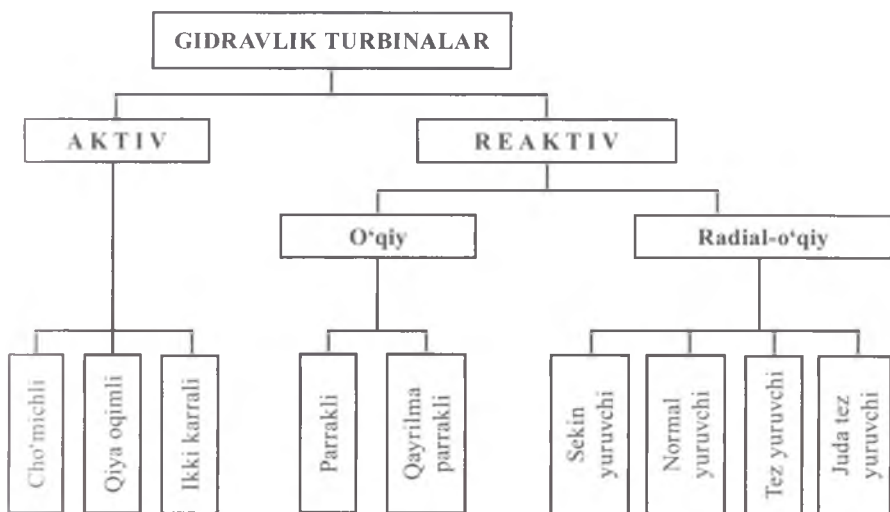 GIDRAVLIK TURBINALAR
AKTIV
REAKTIV
O‘qiy
Radial-o‘qiy
Cho‘michli
Qiya oqimli
Ikki karrali
Parrakli
Qayrilma
parrakli
Sekin
yuruvchi
Normal
yuruvchi
Tez yuruvchi
Juda tez
yuruvchi